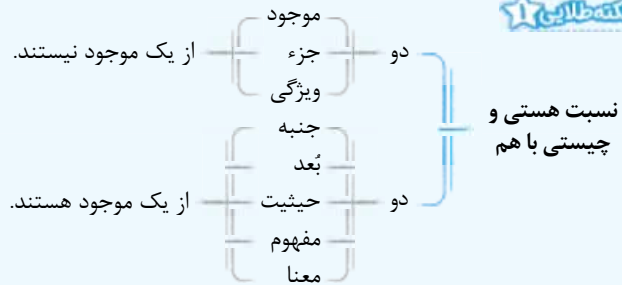 نکته‌طلایی ۱
نسبت هستی و
چیستی با هم
دو
موجود
جزء
ویژگی
از یک موجود نیستند.
دو
جنبه
بُعد
حیثیت
مفهوم
معنا
از یک موجود هستند.